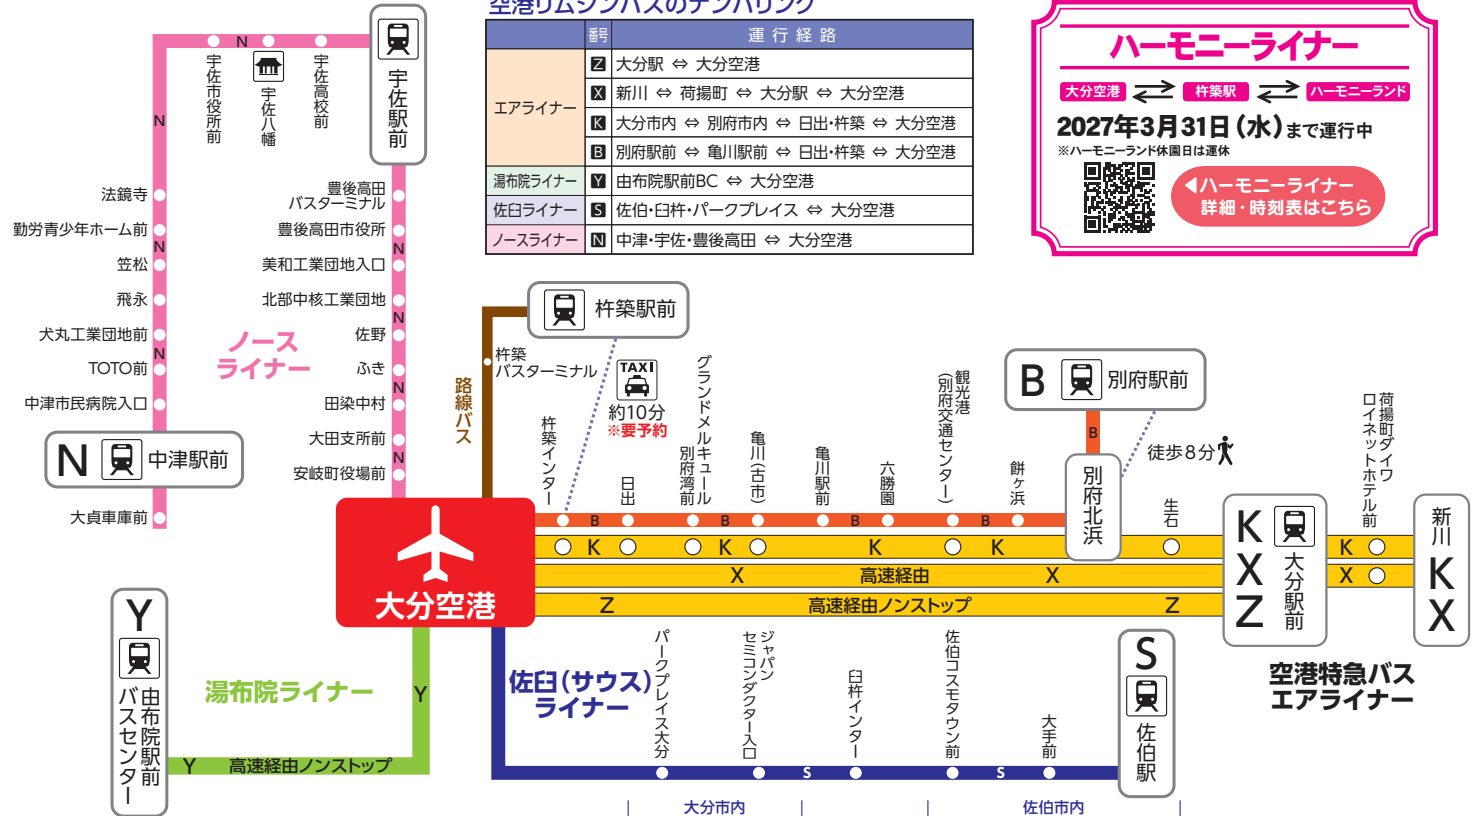 空港リムジンバスのナンバリング
番号 運行経路
エアライナー
Z 大分駅 ⇔ 大分空港
X 新川 ⇔ 荷揚町 ⇔ 大分駅 ⇔ 大分空港
K 大分市内 ⇔ 別府市内 ⇔ 日出・杵築 ⇔ 大分空港
B 別府駅前 ⇔ 亀川駅前 ⇔ 日出・杵築 ⇔ 大分空港
湯布院ライナー Y 由布院駅前BC ⇔ 大分空港
佐臼ライナー S 佐伯・臼杵・パークプレイス ⇔ 大分空港
ノースライナー N 中津・宇佐・豊後高田 ⇔ 大分空港
ハーモニーライナー
大分空港 杵築駅 ハーモニーランド
2027年3月31日(水)まで運行中
※ハーモニーランド休園日は運休
ハーモニーライナー
詳細・時刻表はこちら
N
宇佐市役所前
宇佐八幡
宇佐高校前
宇佐駅前
N
法鏡寺
勤労青少年ホーム前
N
笠松
飛永
犬丸工業団地前
N
TOTO前
中津市民病院入口
N 中津駅前
大貞車庫前
ノース
ライナー
豊後高田
バスターミナル
豊後高田市役所
N
美和工業団地入口
北部中核工業団地
N
佐野
ふき
N
田染中村
大田支所前
N
安岐町役場前
路線バス
杵築駅前
杵築
バスターミナル
TAXI
約10分
※要予約
杵築インター
日出
グランドメルキュール
別府湾前
亀川(古市)
亀川駅前
六勝園
観光港
(別府交通センター)
餅ヶ浜
B 別府駅前
B
徒歩8分
別府北浜
生石
荷揚町ダイワ
ロイネットホテル前
B B B B
K K K K
X 高速経由 X
Z 高速経由ノンストップ Z
大分空港
K
X
Z
大分駅前
K
X
新川
K
X
空港特急バス
エアライナー
Y
由布院駅前
バスセンター
湯布院ライナー
Y
Y 高速経由ノンストップ
佐臼(サウス)
ライナー
パークプレイス大分
ジャパン
セミコンダクター入口
臼杵インター
佐伯コスモタウン前
大手前
S
佐伯駅
S S
大分市内
佐伯市内